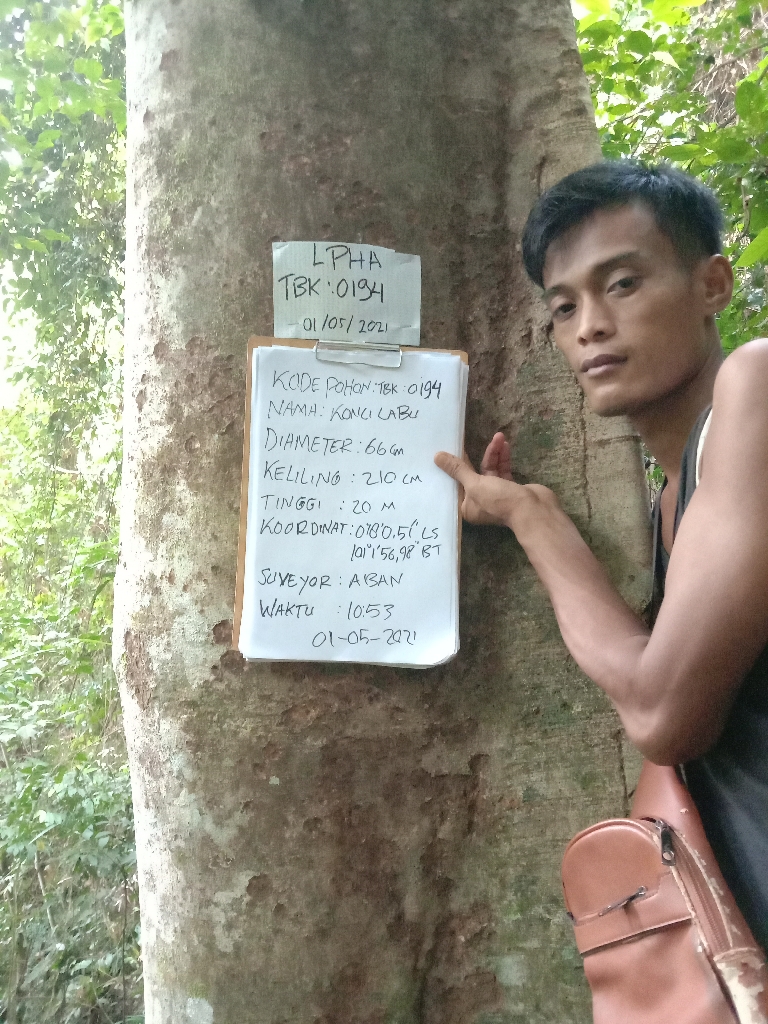 LPHA
TBK : 0194
01/05/2021
KODE POHON : TBK : 0194
NAMA : KONCI LABU
DIAMETER : 66 cm
KELILING : 210 CM
TINGGI : 20 M
KOORDINAT : 0°8'0,51" LS
101°1'56,98" BT
SUVEYOR : ABAN
WAKTU : 10:53
01-05-2021